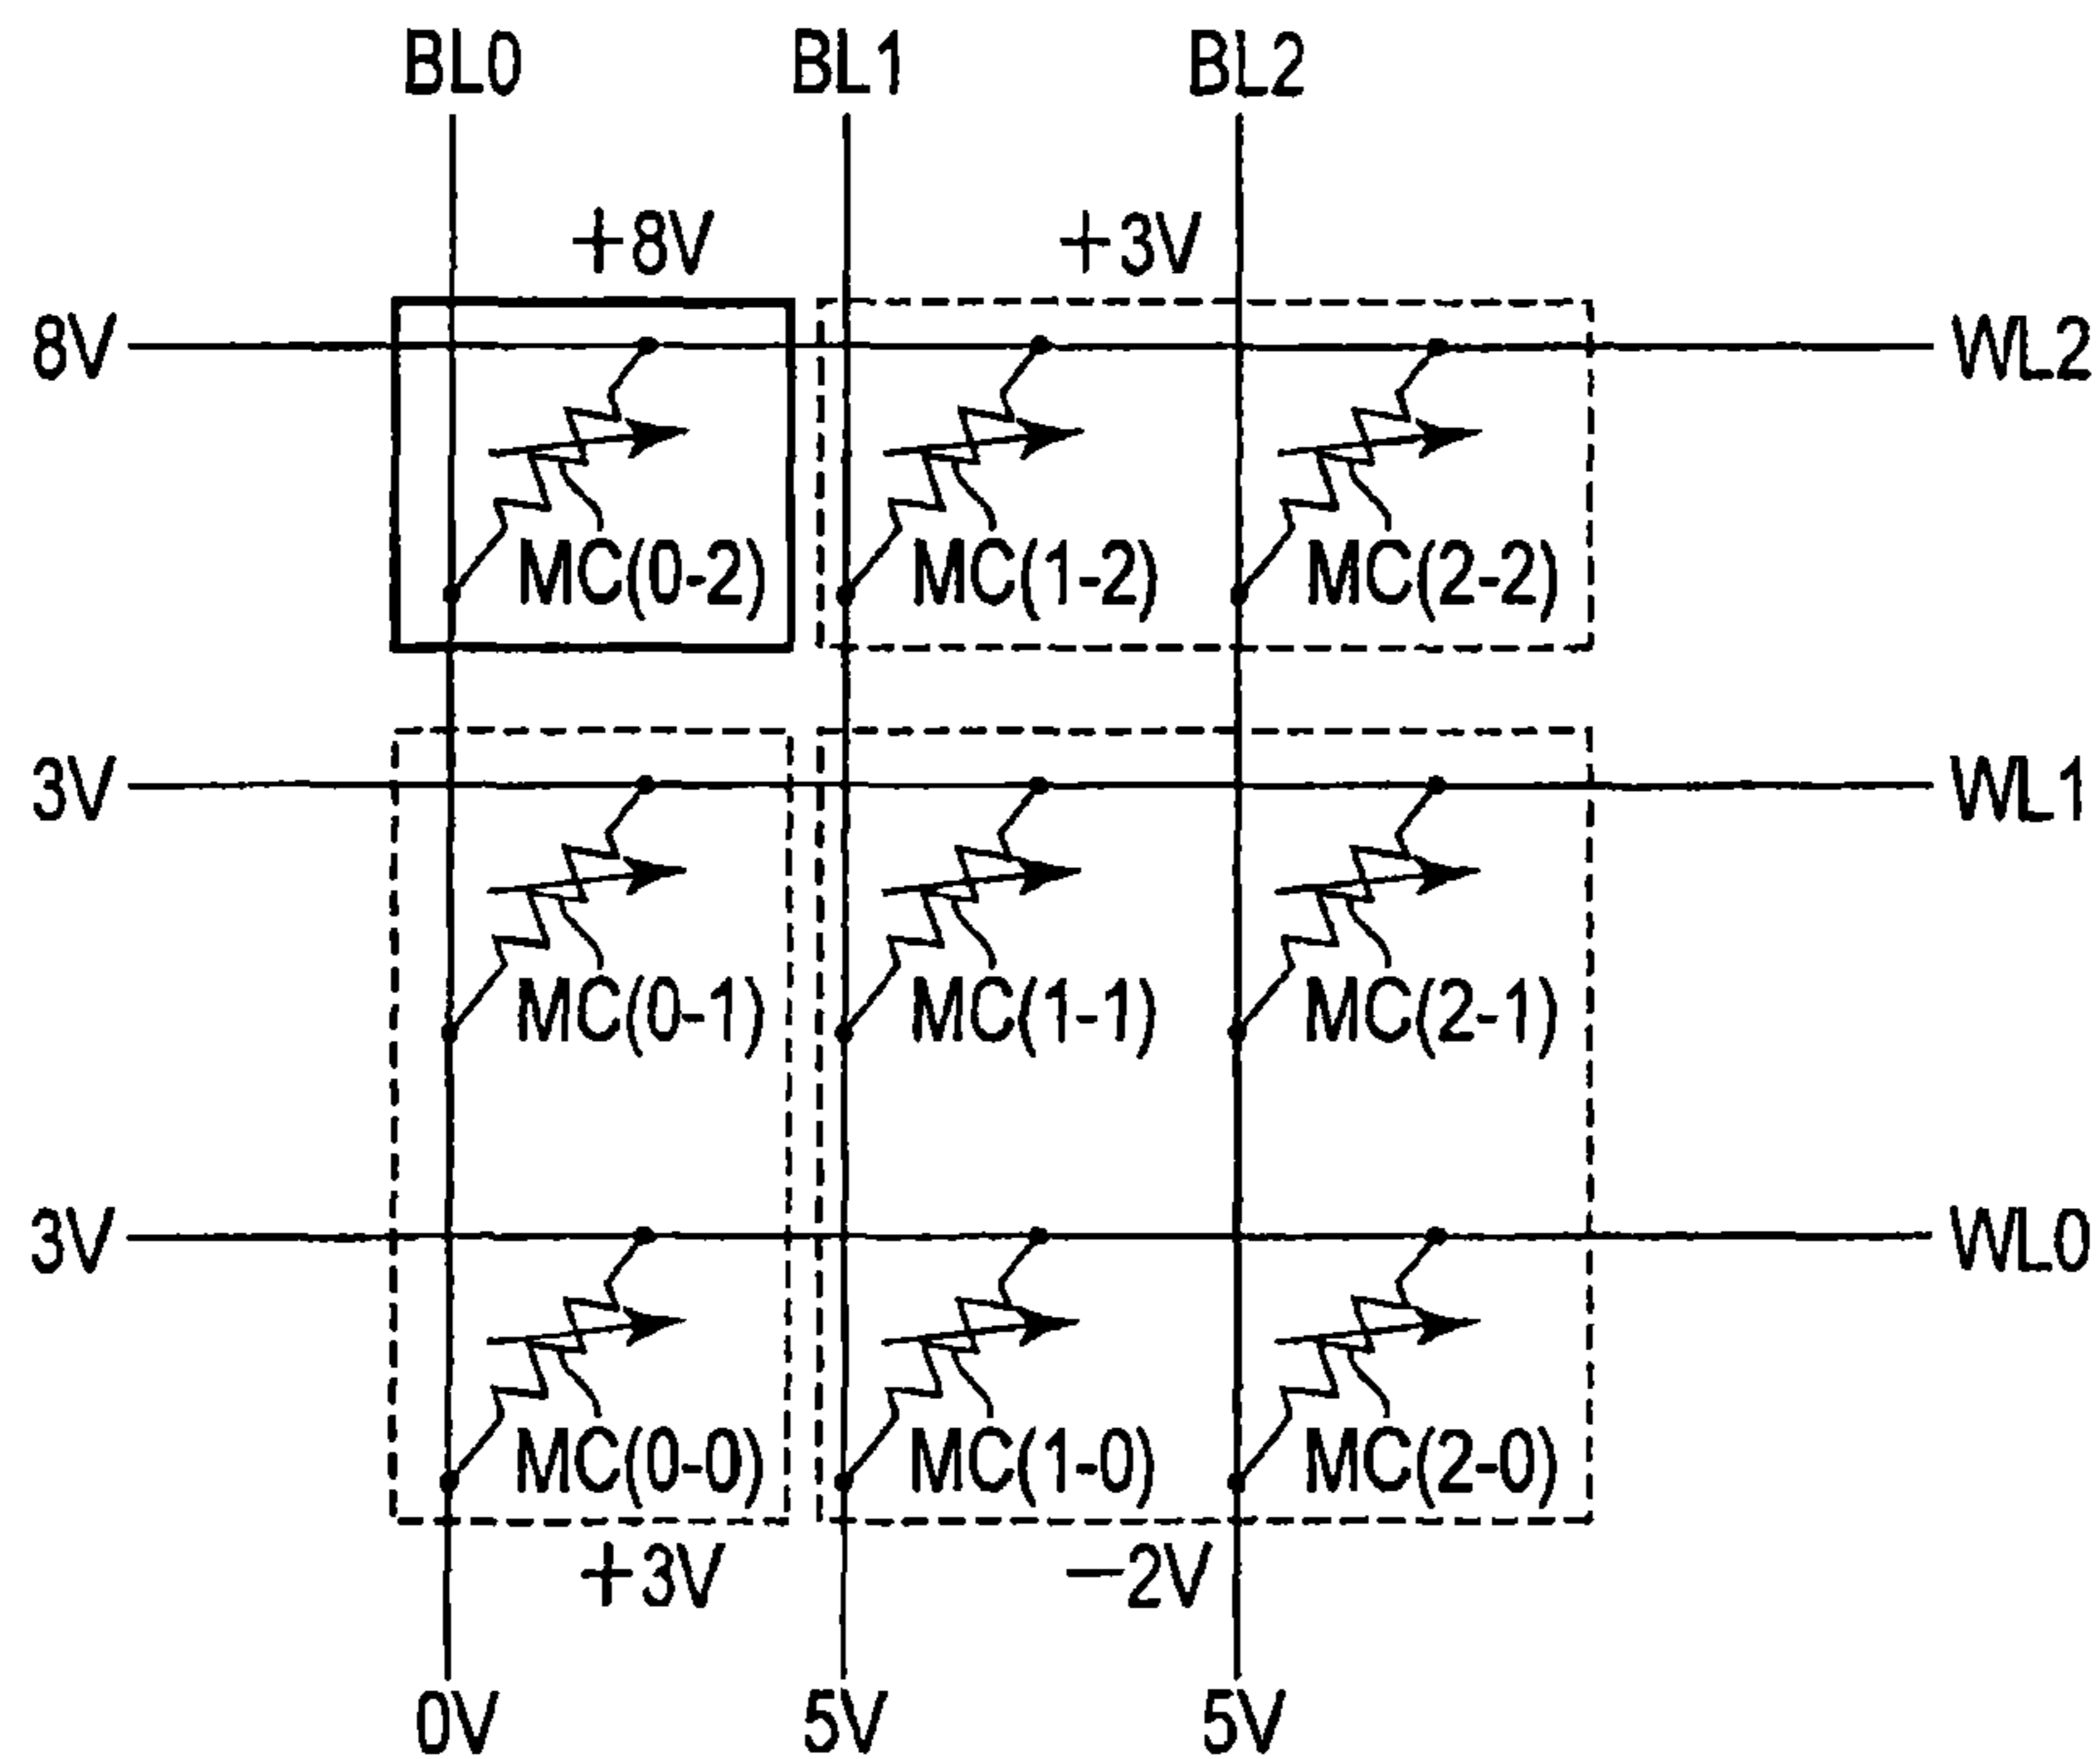 BL0 BL1 BL2
+8V +3V
8V WL2
MC(0-2) MC(1-2) MC(2-2)
3V WL1
MC(0-1) MC(1-1) MC(2-1)
3V WL0
MC(0-0) MC(1-0) MC(2-0)
+3V −2V
0V 5V 5V